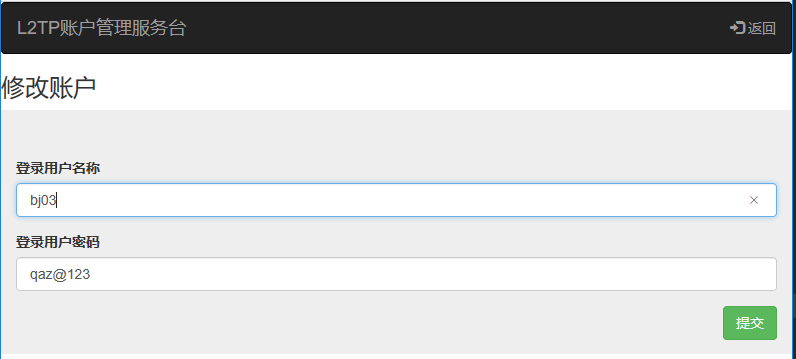 L2TP账户管理服务台
返回
修改账户
登录用户名称
bj03
登录用户密码
qaz@123
提交